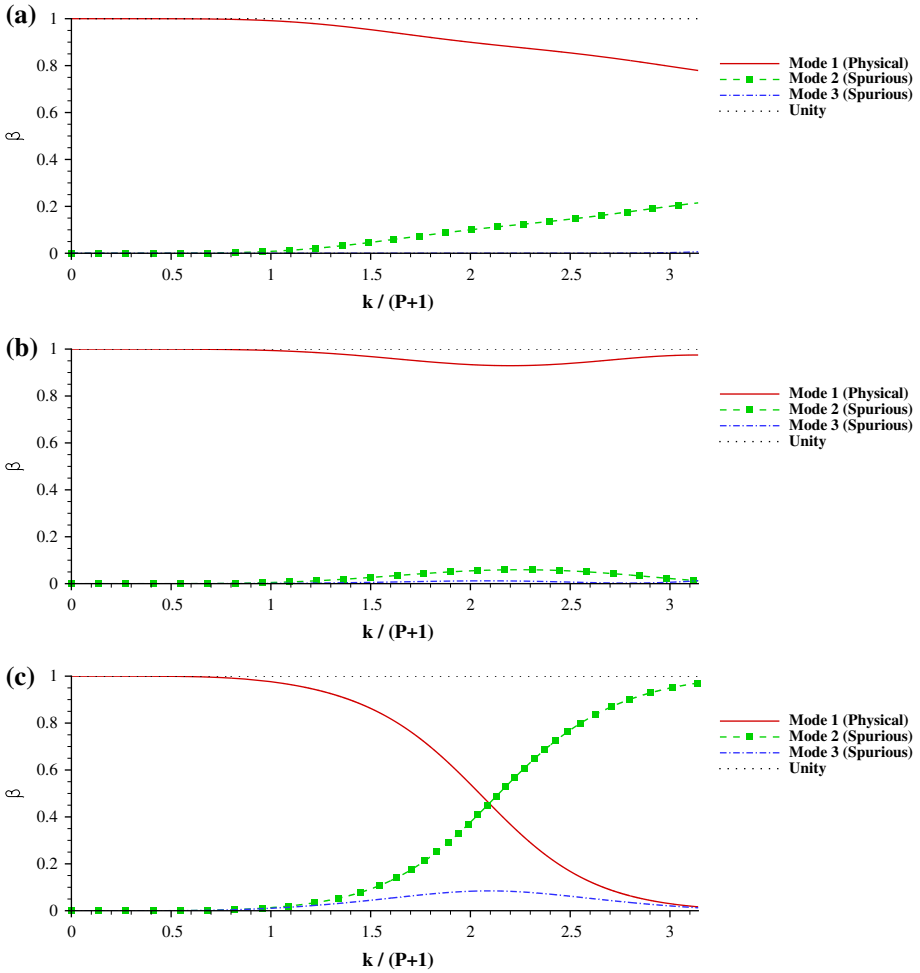 (a)
1
0.8
0.6
0.4
0.2
0
β
0
0.5
1
1.5
2
2.5
3
k / (P+1)
Mode 1 (Physical)
Mode 2 (Spurious)
Mode 3 (Spurious)
Unity
(b)
1
0.8
0.6
0.4
0.2
0
β
0
0.5
1
1.5
2
2.5
3
k / (P+1)
Mode 1 (Physical)
Mode 2 (Spurious)
Mode 3 (Spurious)
Unity
(c)
1
0.8
0.6
0.4
0.2
0
β
0
0.5
1
1.5
2
2.5
3
k / (P+1)
Mode 1 (Physical)
Mode 2 (Spurious)
Mode 3 (Spurious)
Unity